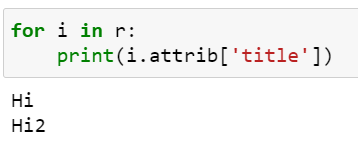 for i in r:
    print(i.attrib['title'])
Hi
Hi2